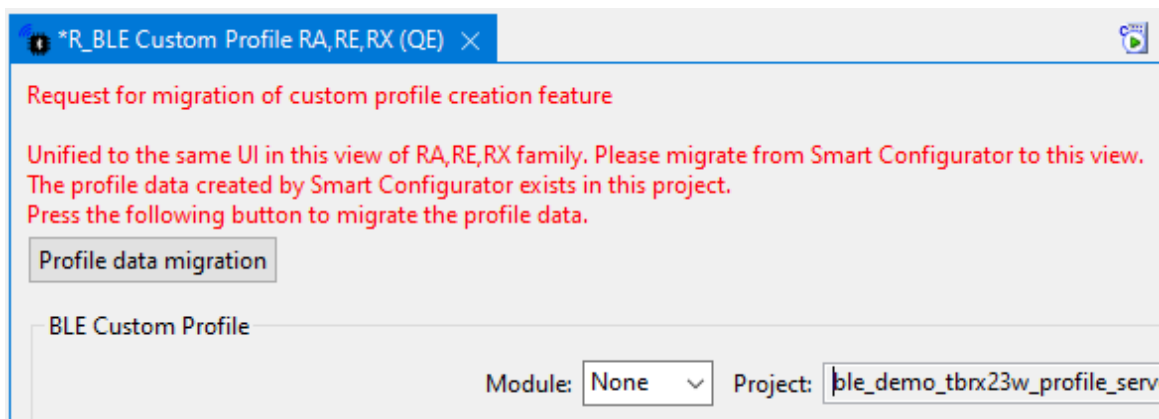 *R_BLE Custom Profile RA,RE,RX (QE)
Request for migration of custom profile creation feature
Unified to the same UI in this view of RA,RE,RX family. Please migrate from Smart Configurator to this view.
The profile data created by Smart Configurator exists in this project.
Press the following button to migrate the profile data.
Profile data migration
BLE Custom Profile
Module: None Project: ble_demo_tbrx23w_profile_serv